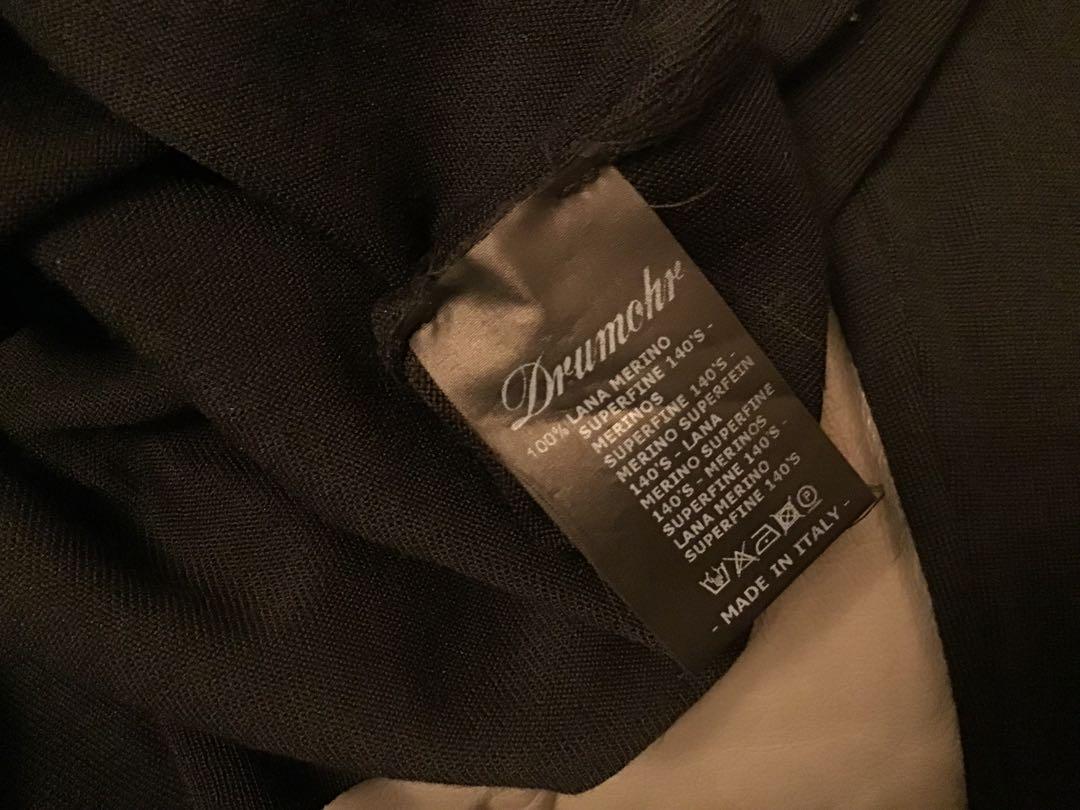 Drumohr
100% LANA MERINO
SUPERFINE 140'S -
MERINOS
SUPERFINE 140'S -
MERINO SUPERFEIN
140'S - LANA
MERINO SUPERFINE
140'S - MERINOS
SUPERFINE 140'S -
LANA MERINO
SUPERFINE 140'S
P
- MADE IN ITALY -